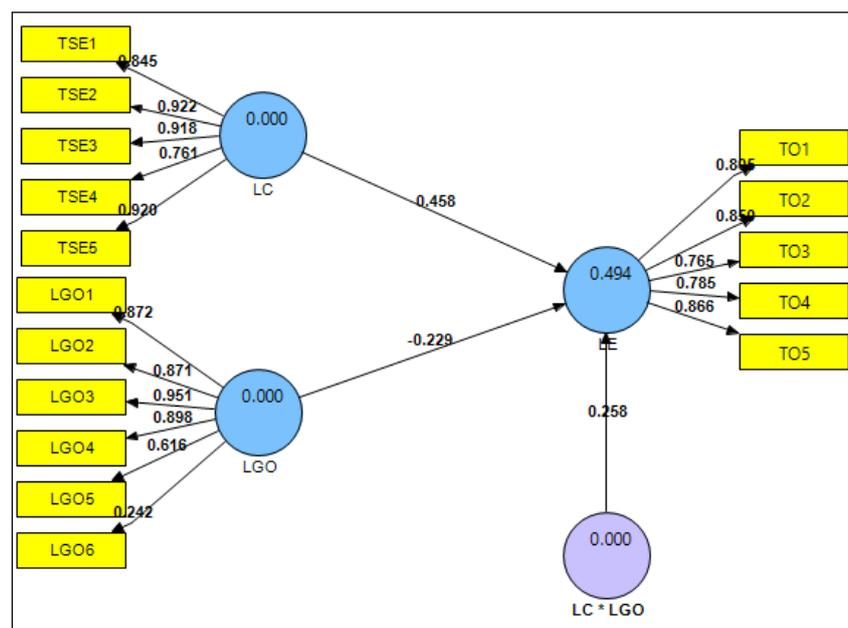 TSE1
TSE2
TSE3
TSE4
TSE5
0.845
0.922
0.918
0.761
0.920
0.000
LC
LGO1
LGO2
LGO3
LGO4
LGO5
LGO6
0.872
0.871
0.951
0.898
0.616
0.242
0.000
LGO
0.458
-0.229
0.258
0.494
LE
0.000
LC * LGO
0.765
0.785
0.866
TO1
TO2
TO3
TO4
TO5